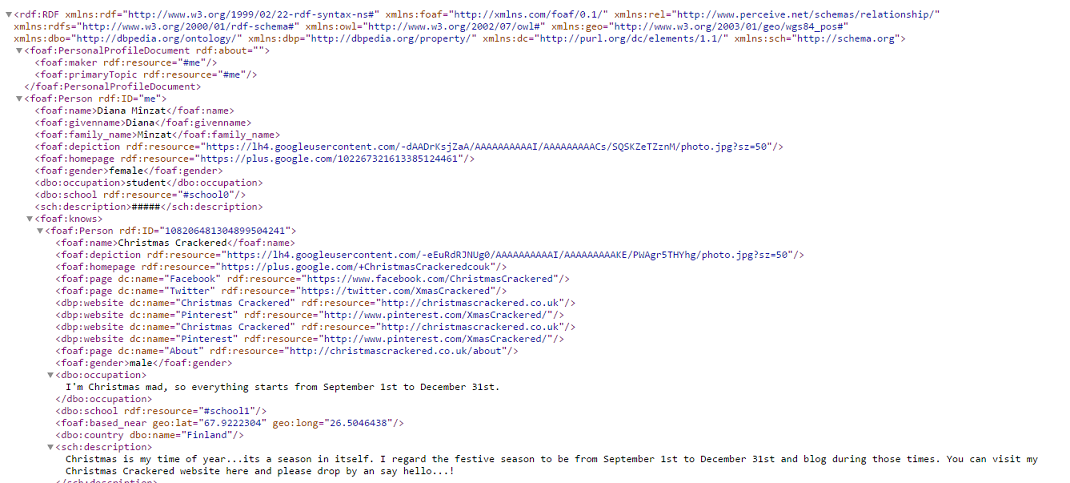 <rdf:RDF xmlns:rdf="http://www.w3.org/1999/02/22-rdf-syntax-ns#" xmlns:foaf="http://xmlns.com/foaf/0.1/" xmlns:rel="http://www.perceive.net/schemas/relationship/"
xmlns:rdfs="http://www.w3.org/2000/01/rdf-schema#" xmlns:owl="http://www.w3.org/2002/07/owl#" xmlns:geo="http://www.w3.org/2003/01/geo/wgs84_pos#"
xmlns:dbo="http://dbpedia.org/ontology/" xmlns:dbp="http://dbpedia.org/property/" xmlns:dc="http://purl.org/dc/elements/1.1/" xmlns:sch="http://schema.org">
<foaf:PersonalProfileDocument rdf:about="">
<foaf:maker rdf:resource="#me"/>
<foaf:primaryTopic rdf:resource="#me"/>
</foaf:PersonalProfileDocument>
<foaf:Person rdf:ID="me">
<foaf:name>Diana Minzat</foaf:name>
<foaf:givenname>Diana</foaf:givenname>
<foaf:family_name>Minzat</foaf:family_name>
<foaf:depiction rdf:resource="https://lh4.googleusercontent.com/-dAADrKsjZaA/AAAAAAAAAAI/AAAAAAAAACs/SQSKZeTZznM/photo.jpg?sz=50"/>
<foaf:homepage rdf:resource="https://plus.google.com/102267321613385124461"/>
<foaf:gender>female</foaf:gender>
<dbo:occupation>student</dbo:occupation>
<dbo:school rdf:resource="#school0"/>
<sch:description>#####</sch:description>
<foaf:knows>
<foaf:Person rdf:ID="108206481304899504241">
<foaf:name>Christmas Crackered</foaf:name>
<foaf:depiction rdf:resource="https://lh4.googleusercontent.com/-eEuRdRJNUg0/AAAAAAAAAAI/AAAAAAAAAKE/PWAgr5THYhg/photo.jpg?sz=50"/>
<foaf:homepage rdf:resource="https://plus.google.com/+ChristmasCrackeredcouk"/>
<foaf:page dc:name="Facebook" rdf:resource="https://www.facebook.com/ChristmasCrackered"/>
<foaf:page dc:name="Twitter" rdf:resource="https://twitter.com/XmasCrackered"/>
<dbp:website dc:name="Christmas Crackered" rdf:resource="http://christmascrackered.co.uk"/>
<dbp:website dc:name="Pinterest" rdf:resource="http://www.pinterest.com/XmasCrackered/"/>
<dbp:website dc:name="Christmas Crackered" rdf:resource="http://christmascrackered.co.uk"/>
<dbp:website dc:name="Pinterest" rdf:resource="http://www.pinterest.com/XmasCrackered/"/>
<foaf:page dc:name="About" rdf:resource="http://christmascrackered.co.uk/about"/>
<foaf:gender>male</foaf:gender>
<dbo:occupation>
I'm Christmas mad, so everything starts from September 1st to December 31st.
</dbo:occupation>
<dbo:school rdf:resource="#school1"/>
<foaf:based_near geo:lat="67.9222304" geo:long="26.5046438"/>
<dbo:country dbo:name="Finland"/>
<sch:description>
Christmas is my time of year...its a season in itself. I regard the festive season to be from September 1st to December 31st and blog during those times. You can visit my
Christmas Crackered website here and please drop by an say hello...!
</sch:description>